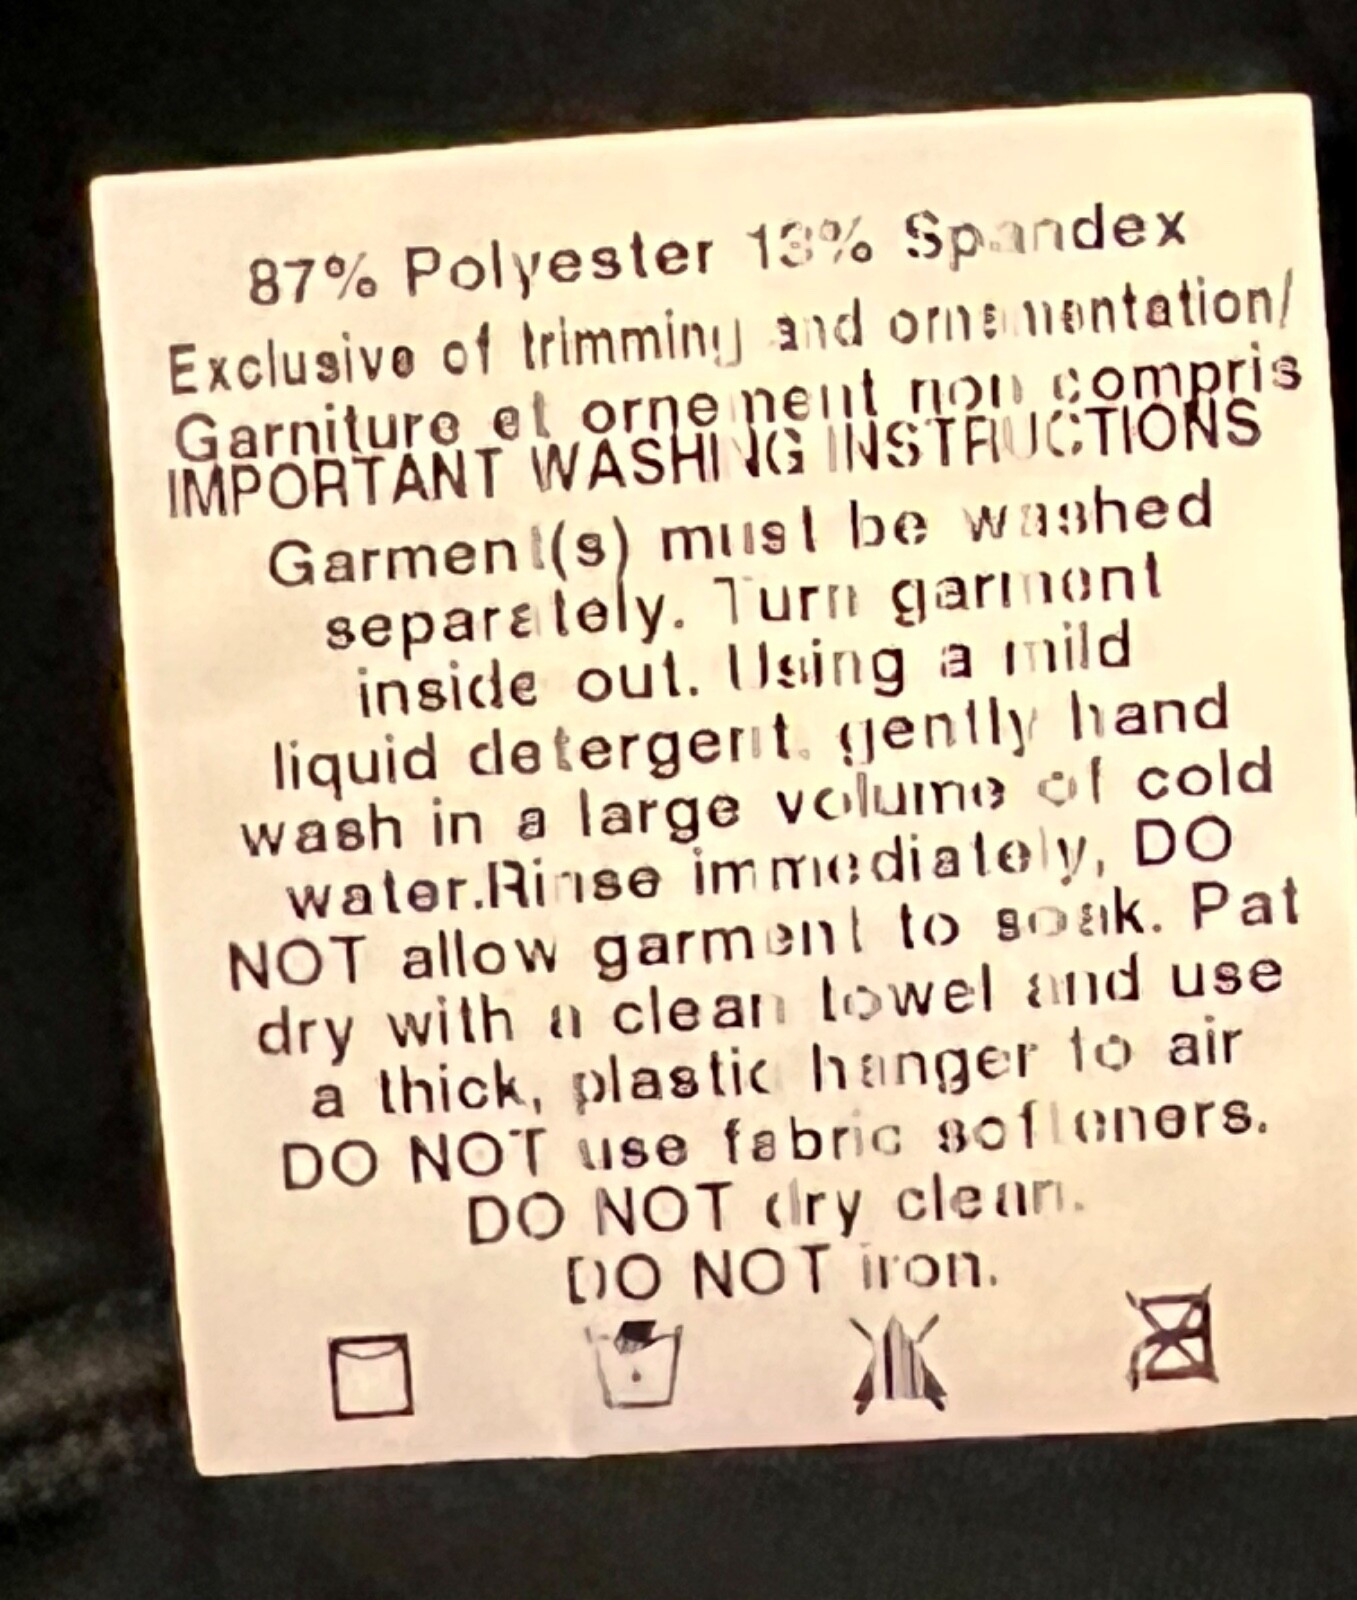 87% Polyester 13% Spandex
Exclusive of trimming and ornamentation/
Garniture et ornement non compris
IMPORTANT WASHING INSTRUCTIONS
Garment(s) must be washed
separately. Turn garment
inside out. Using a mild
liquid detergent, gently hand
wash in a large volume of cold
water.Rinse immediately, DO
NOT allow garment to soak. Pat
dry with a clean towel and use
a thick, plastic hanger to air
DO NOT use fabric softeners.
DO NOT dry clean.
DO NOT iron.